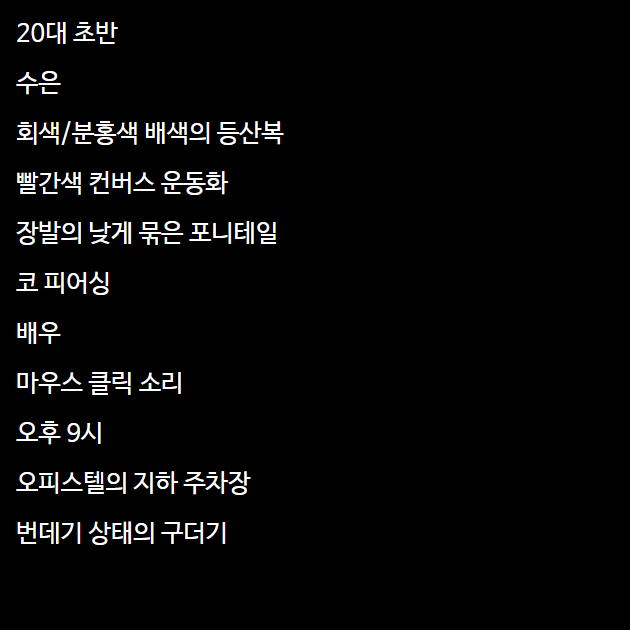 20대 초반
수은
회색/분홍색 배색의 등산복
빨간색 컨버스 운동화
장발의 낮게 묶은 포니테일
코 피어싱
배우
마우스 클릭 소리
오후 9시
오피스텔의 지하 주차장
번데기 상태의 구더기